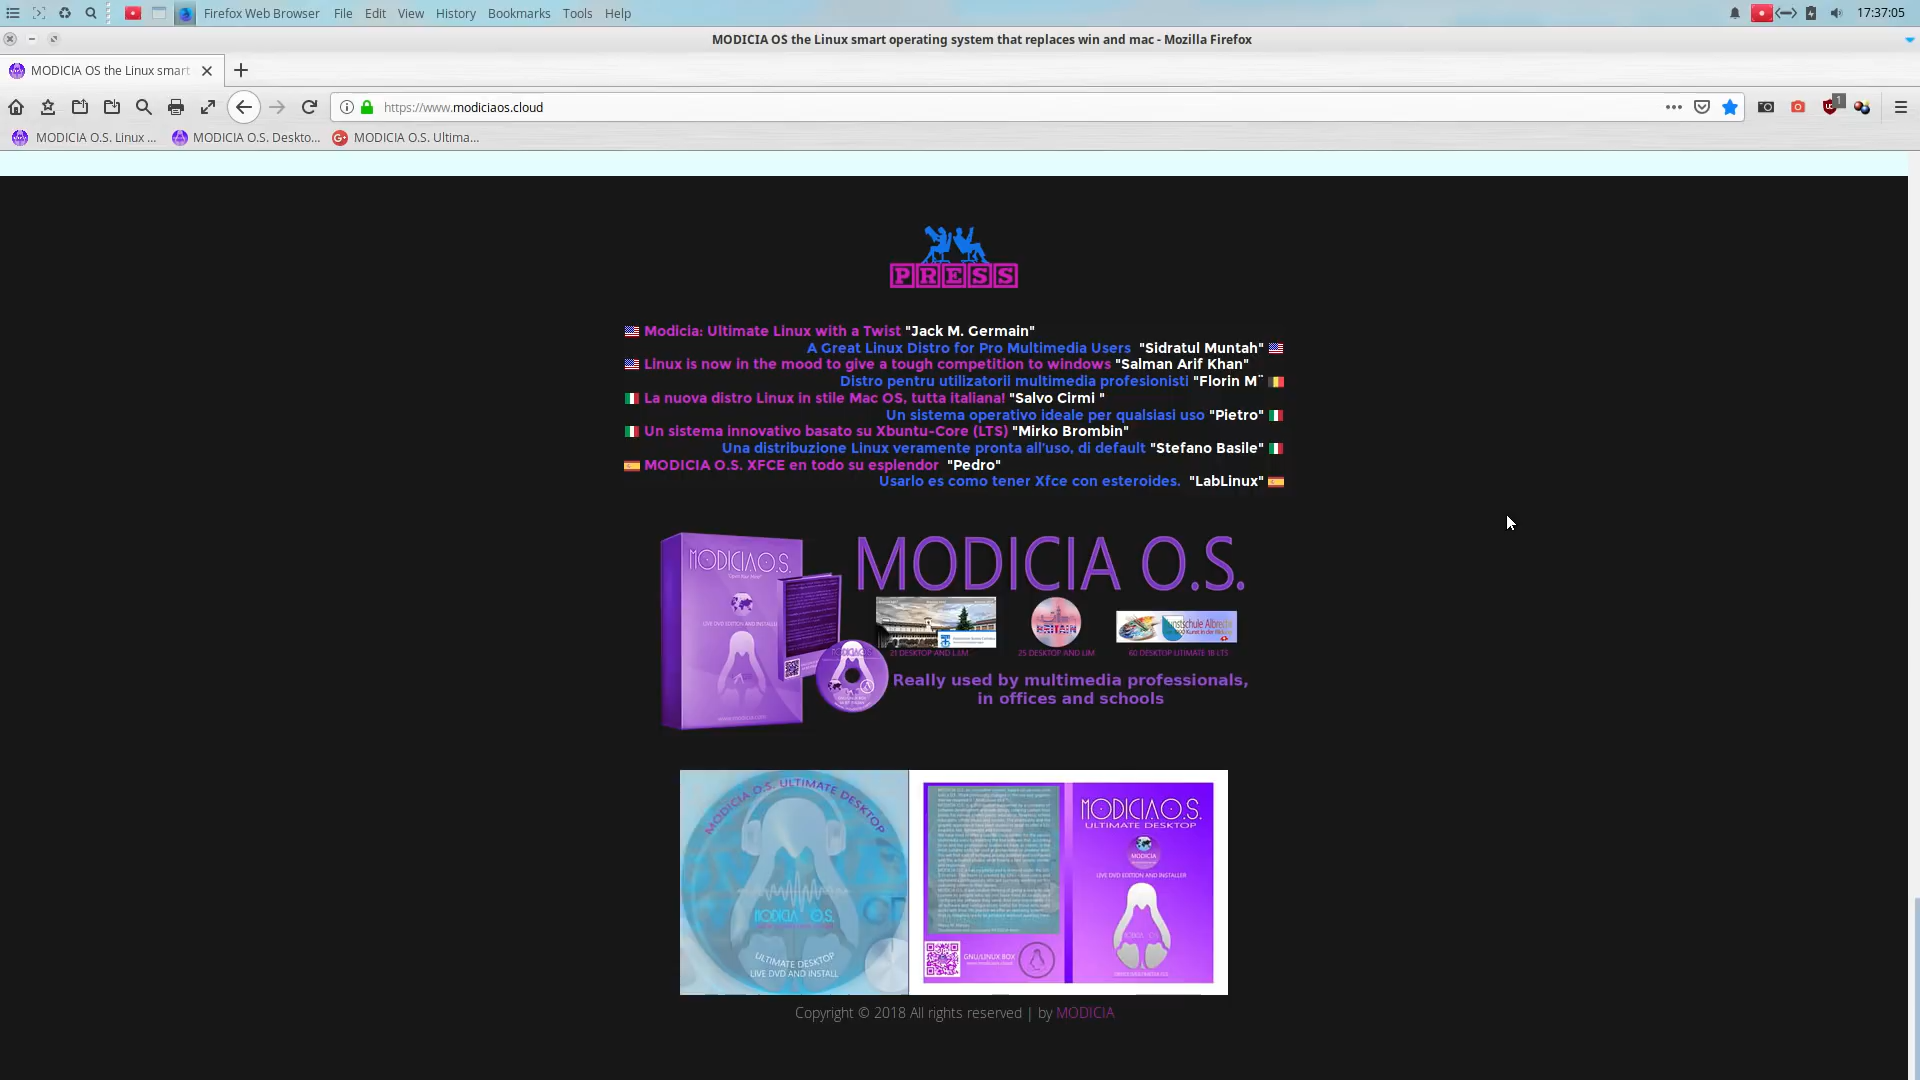 Firefox Web Browser File Edit View History Bookmarks Tools Help 17:37:05
MODICIA OS the Linux smart operating system that replaces win and mac - Mozilla Firefox
MODICIA OS the Linux smart
https://www.modiciaos.cloud 1
MODICIA O.S. Linux ... MODICIA O.S. Deskto... MODICIA O.S. Ultima...
PRESS
Modicia: Ultimate Linux with a Twist "Jack M. Germain"
A Great Linux Distro for Pro Multimedia Users "Sidratul Muntah"
Linux is now in the mood to give a tough competition to windows "Salman Arif Khan"
Distro pentru utilizatorii multimedia profesionisti "Florin M¨
La nuova distro Linux in stile Mac OS, tutta italiana! "Salvo Cirmi "
Un sistema operativo ideale per qualsiasi uso "Pietro"
Un sistema innovativo basato su Xbuntu-Core (LTS) "Mirko Brombin"
Una distribuzione Linux veramente pronta all'uso, di default "Stefano Basile"
MODICIA O.S. XFCE en todo su esplendor "Pedro"
Usarlo es como tener Xfce con esteroides. "LabLinux"
MODICIA O.S.
MODICIA O.S.
LIVE DVD EDITION AND INSTALLER
MODICIA O.S.
BRITAIN
21 DESKTOP AND
25 DESKTOP AND
60 DESKTOP
Really used by multimedia professionals,
in offices and schools
MODICIA O.S. ULTIMATE DESKTOP
MODICIA O.S.
ULTIMATE DESKTOP
LIVE DVD AND INSTALL
GNU/LINUX BOX
MODICIA O.S.
ULTIMATE DESKTOP
MODICIA
LIVE DVD EDITION AND INSTALLER
Copyright © 2018 All rights reserved | by MODICIA